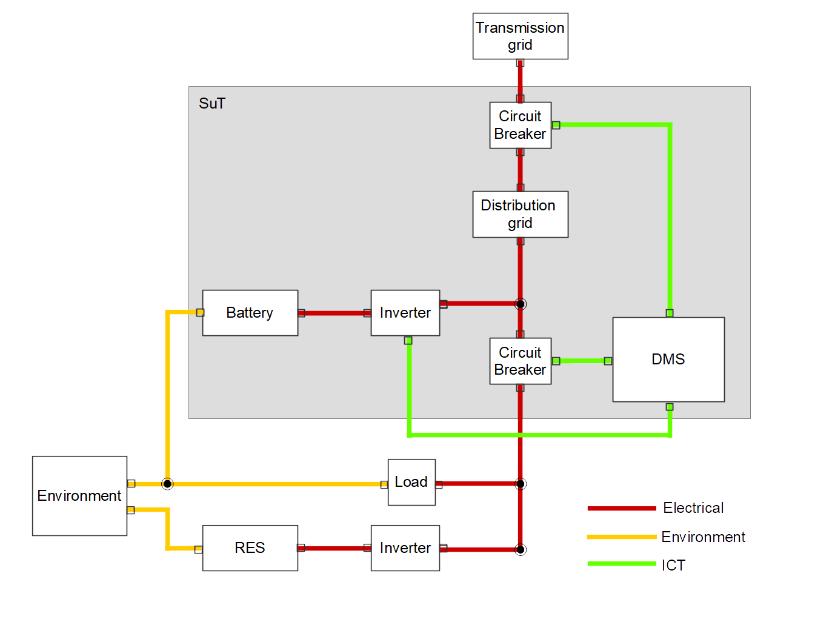 Transmission
grid
SuT
Circuit
Breaker
Distribution
grid
Battery
Inverter
Circuit
Breaker
DMS
Environment
Load
RES
Inverter
Electrical
Environment
ICT